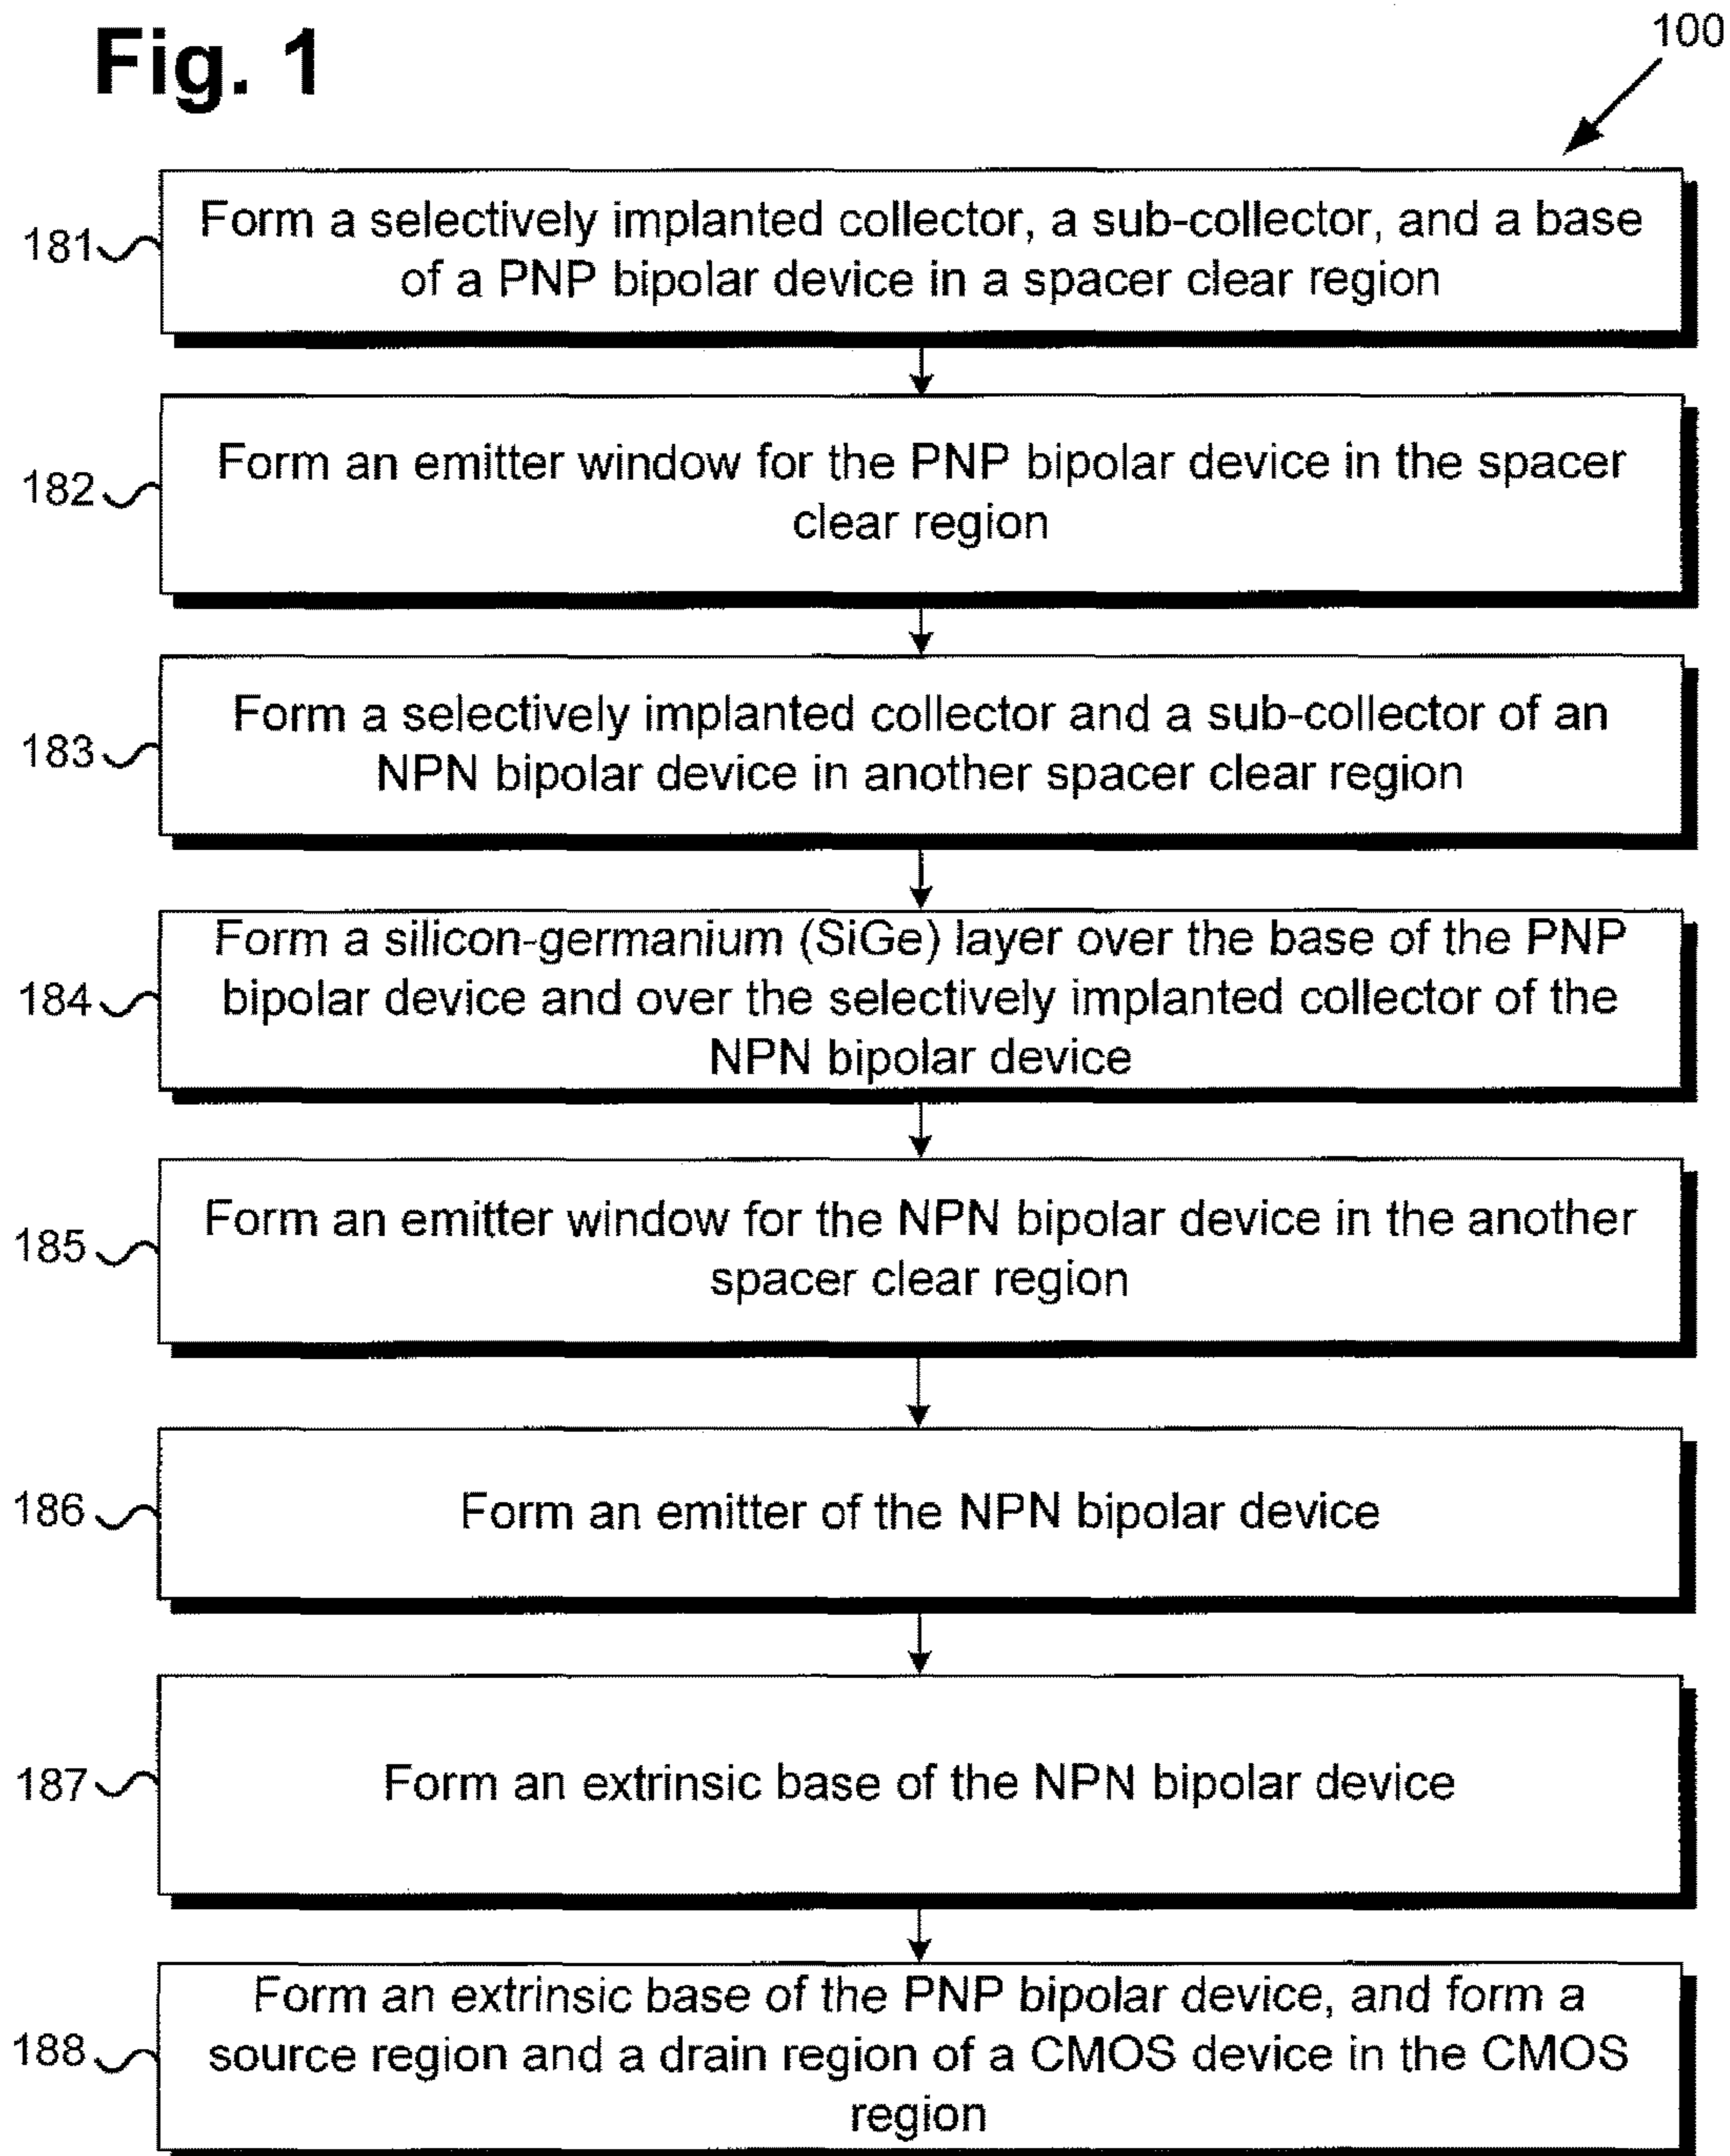 Fig. 1
100
181
Form a selectively implanted collector, a sub-collector, and a base
of a PNP bipolar device in a spacer clear region
182
Form an emitter window for the PNP bipolar device in the spacer
clear region
183
Form a selectively implanted collector and a sub-collector of an
NPN bipolar device in another spacer clear region
184
Form a silicon-germanium (SiGe) layer over the base of the PNP
bipolar device and over the selectively implanted collector of the
NPN bipolar device
185
Form an emitter window for the NPN bipolar device in the another
spacer clear region
186
Form an emitter of the NPN bipolar device
187
Form an extrinsic base of the NPN bipolar device
188
Form an extrinsic base of the PNP bipolar device, and form a
source region and a drain region of a CMOS device in the CMOS
region